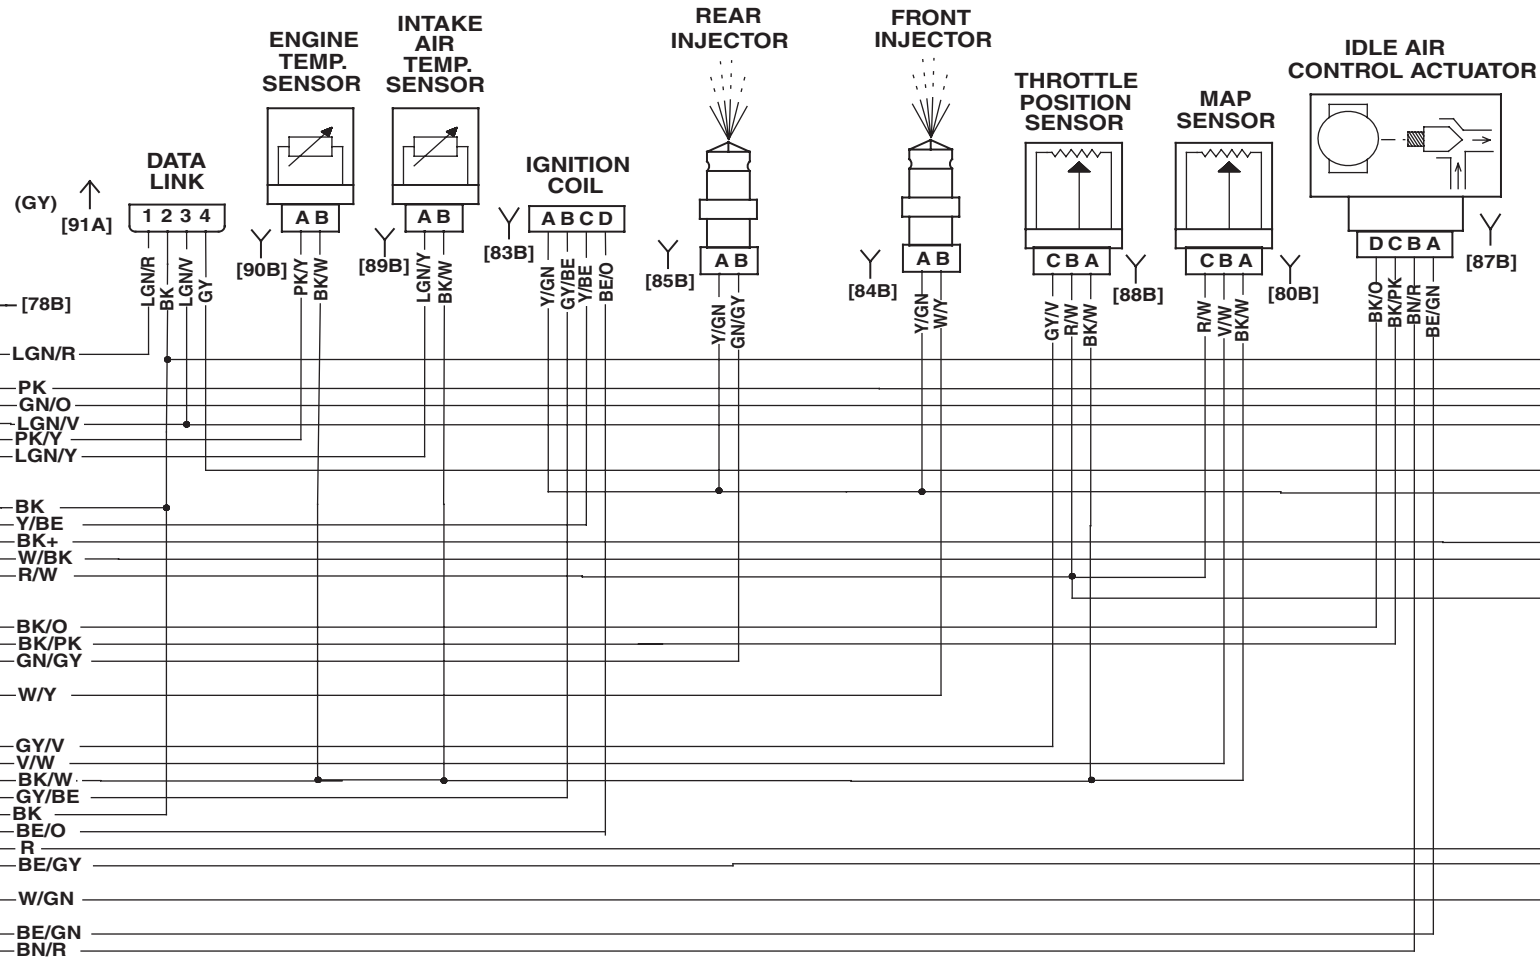 ENGINE
TEMP.
SENSOR
INTAKE
AIR
TEMP.
SENSOR
REAR
INJECTOR
FRONT
INJECTOR
THROTTLE
POSITION
SENSOR
MAP
SENSOR
IDLE AIR
CONTROL ACTUATOR
DATA
LINK
IGNITION
COIL
(GY)
[91A]
1 2 3 4
A B
[90B]
A B
[89B]
A B C D
[83B]
A B
[85B]
A B
[84B]
C B A
[88B]
C B A
[80B]
D C B A
[87B]
LGN/R
BK
LGN/V
GY
PK/Y
BK/W
LGN/Y
BK/W
Y/GN
GY/BE
Y/BE
BE/O
Y/GN
GN/GY
Y/GN
W/Y
GY/V
R/W
BK/W
R/W
V/W
BK/W
BK/O
BK/PK
BN/R
BE/GN
[78B]
LGN/R
PK
GN/O
LGN/V
PK/Y
LGN/Y
BK
Y/BE
BK+
W/BK
R/W
BK/O
BK/PK
GN/GY
W/Y
GY/V
V/W
BK/W
GY/BE
BK
BE/O
R
BE/GY
W/GN
BE/GN
BN/R